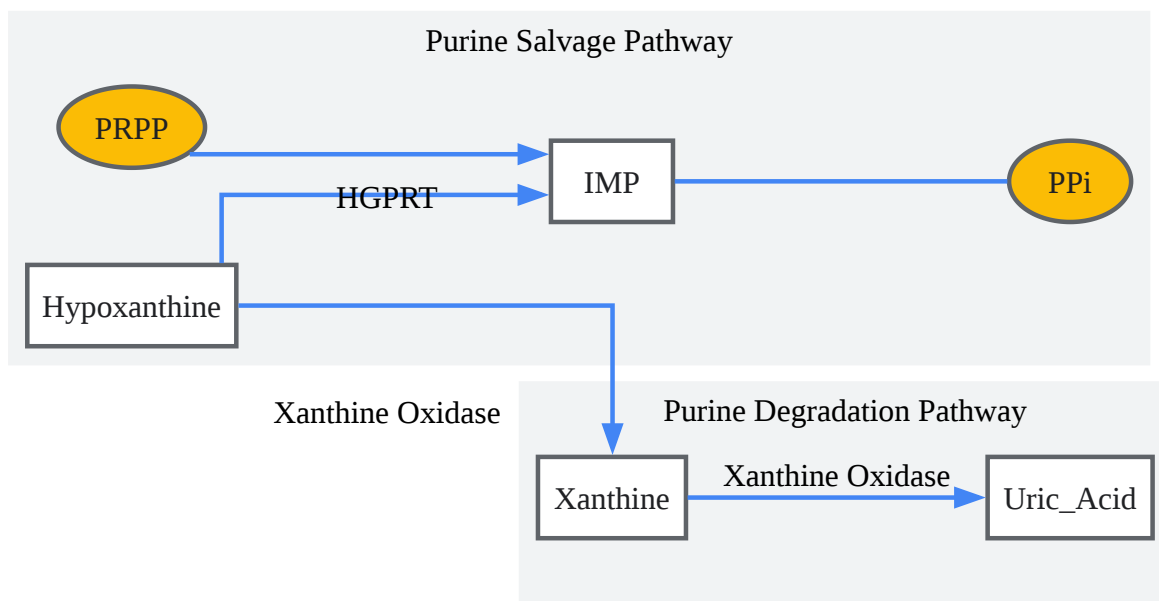 Purine Salvage Pathway
PRPP
IMP
PPi
HGPRT
Hypoxanthine
Xanthine Oxidase
Purine Degradation Pathway
Xanthine Oxidase
Xanthine
Uric_Acid